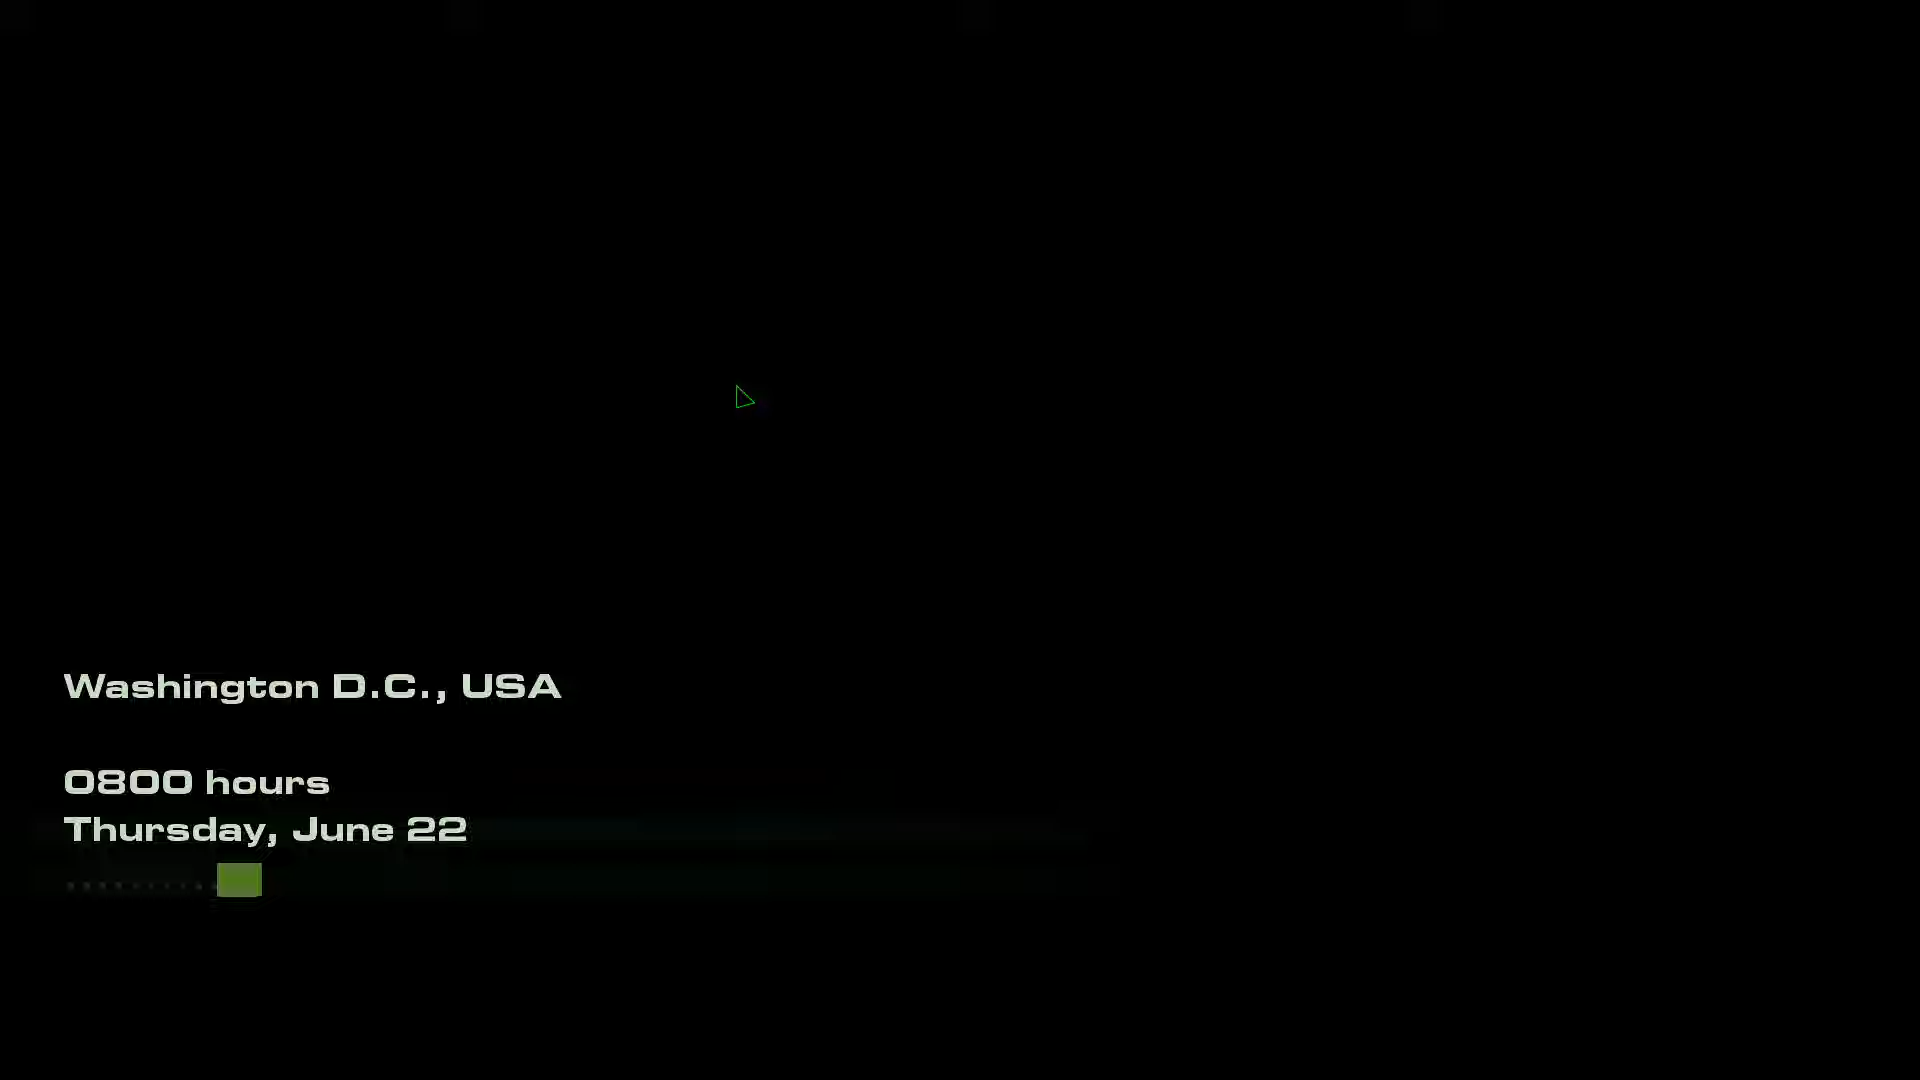 Washington D.C., USA
0800 hours
Thursday, June 22
..........